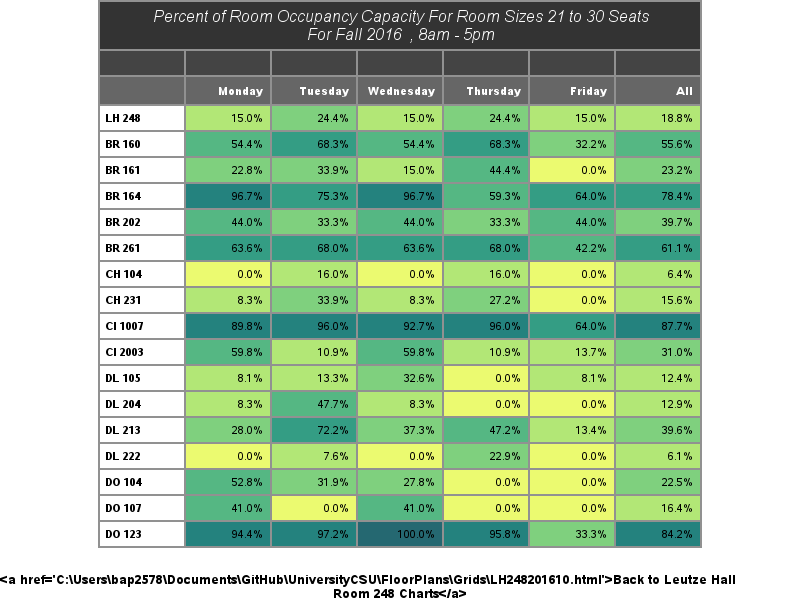 Percent of Room Occupancy Capacity For Room Sizes 21 to 30 Seats
For Fall 2016 , 8am - 5pm
Monday Tuesday Wednesday Thursday Friday All
LH 248 15.0% 24.4% 15.0% 24.4% 15.0% 18.8%
BR 160 54.4% 68.3% 54.4% 68.3% 32.2% 55.6%
BR 161 22.8% 33.9% 15.0% 44.4% 0.0% 23.2%
BR 164 96.7% 75.3% 96.7% 59.3% 64.0% 78.4%
BR 202 44.0% 33.3% 44.0% 33.3% 44.0% 39.7%
BR 261 63.6% 68.0% 63.6% 68.0% 42.2% 61.1%
CH 104 0.0% 16.0% 0.0% 16.0% 0.0% 6.4%
CH 231 8.3% 33.9% 8.3% 27.2% 0.0% 15.6%
CI 1007 89.8% 96.0% 92.7% 96.0% 64.0% 87.7%
CI 2003 59.8% 10.9% 59.8% 10.9% 13.7% 31.0%
DL 105 8.1% 13.3% 32.6% 0.0% 8.1% 12.4%
DL 204 8.3% 47.7% 8.3% 0.0% 0.0% 12.9%
DL 213 28.0% 72.2% 37.3% 47.2% 13.4% 39.6%
DL 222 0.0% 7.6% 0.0% 22.9% 0.0% 6.1%
DO 104 52.8% 31.9% 27.8% 0.0% 0.0% 22.5%
DO 107 41.0% 0.0% 41.0% 0.0% 0.0% 16.4%
DO 123 94.4% 97.2% 100.0% 95.8% 33.3% 84.2%
<a href='C:\Users\bap2578\Documents\GitHub\UniversityCSU\FloorPlans\Grids\LH248201610.html'>Back to Leutze Hall
Room 248 Charts</a>